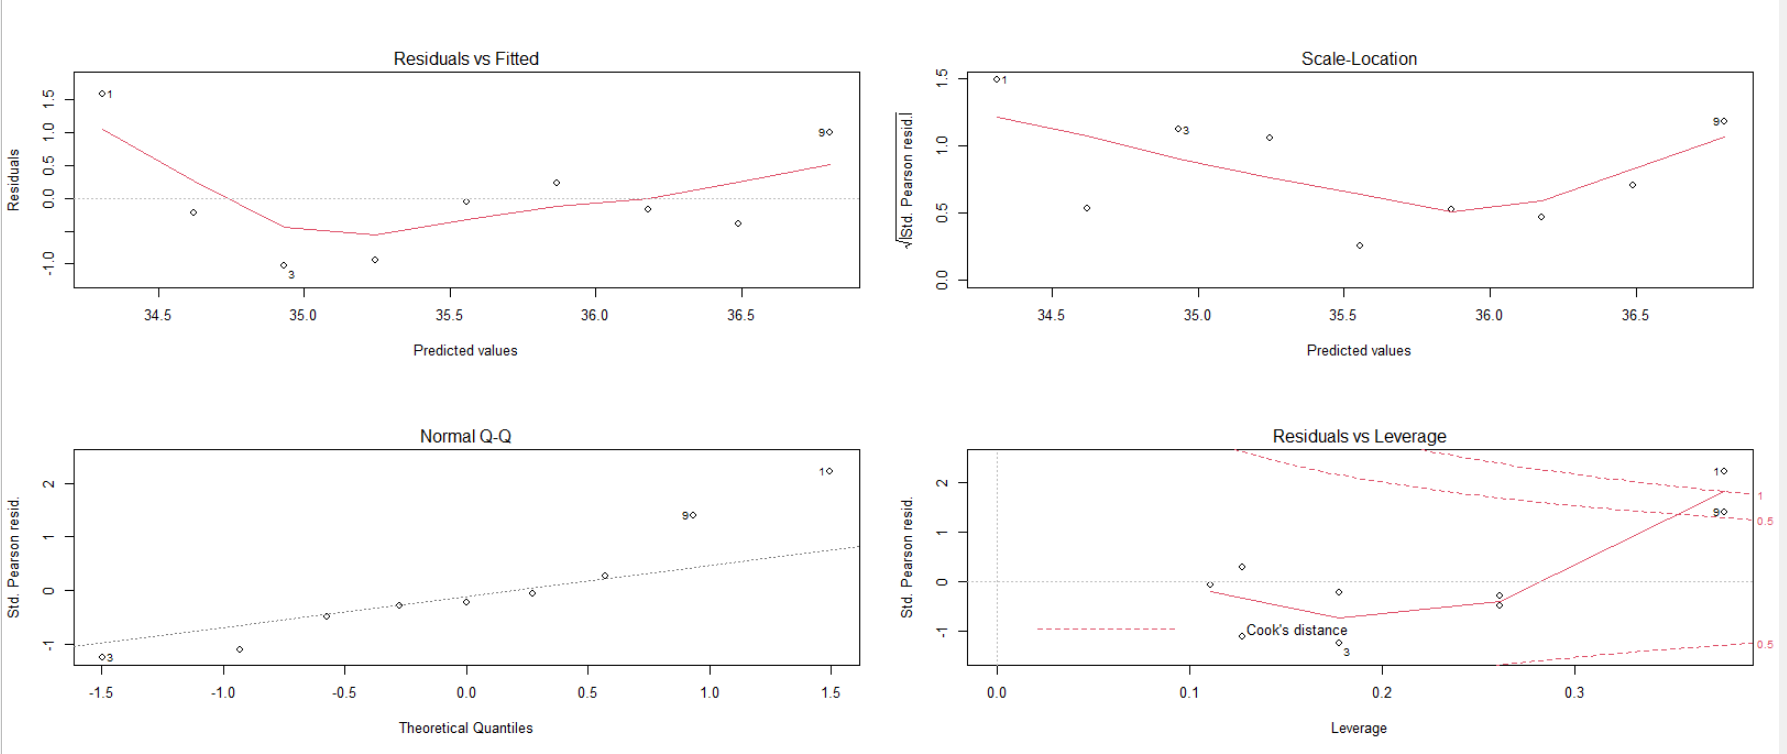 Residuals vs Fitted
Residuals
1.5
1.0
0.5
0.0
-1.0
1
3
9
34.5 35.0 35.5 36.0 36.5
Predicted values
Scale-Location
√|Std. Pearson resid.|
1.5
1.0
0.5
0.0
1
3
9
34.5 35.0 35.5 36.0 36.5
Predicted values
Normal Q-Q
Std. Pearson resid.
2
1
0
-1
1
9
3
-1.5 -1.0 -0.5 0.0 0.5 1.0 1.5
Theoretical Quantiles
Residuals vs Leverage
Std. Pearson resid.
2
1
0
-1
1
9
3
1
0.5
0.5
Cook's distance
0.0 0.1 0.2 0.3
Leverage